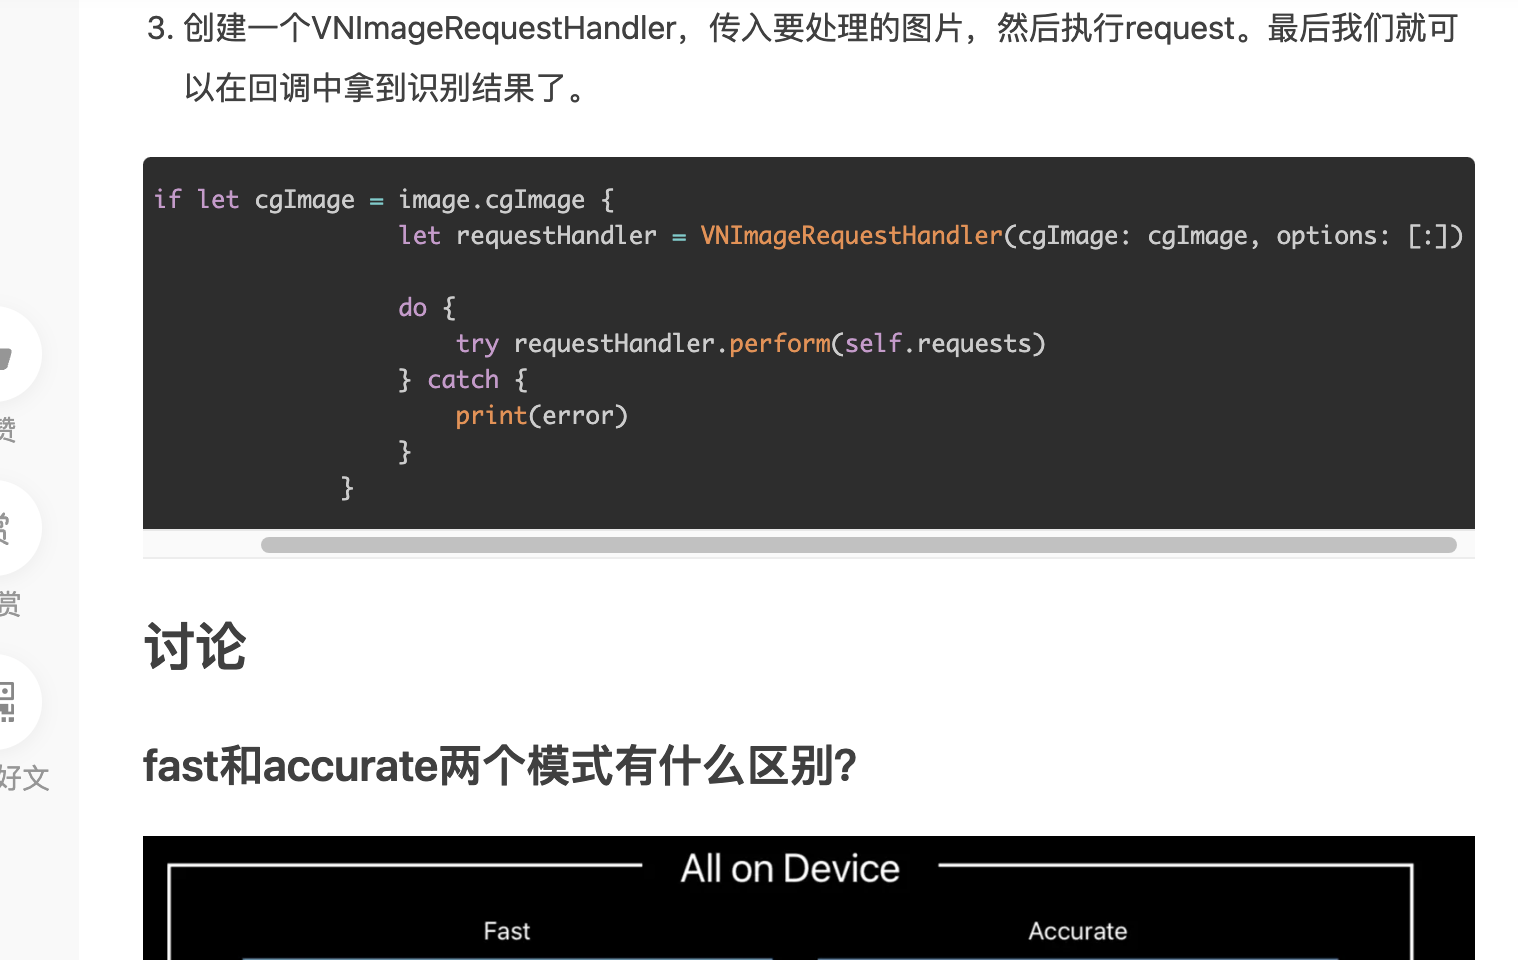 3. 创建一个VNImageRequestHandler，传入要处理的图片，然后执行request。最后我们就可
以在回调中拿到识别结果了。
if let cgImage = image.cgImage {
let requestHandler = VNImageRequestHandler(cgImage: cgImage, options: [:])
do {
try requestHandler.perform(self.requests)
} catch {
print(error)
}
}
赞
赏
赏
好文
讨论
fast和accurate两个模式有什么区别?
All on Device
Fast
Accurate